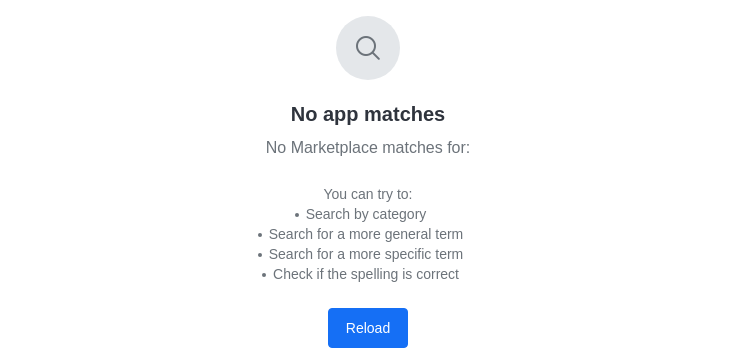 No app matches
No Marketplace matches for:
You can try to:
• Search by category
• Search for a more general term
• Search for a more specific term
• Check if the spelling is correct
Reload